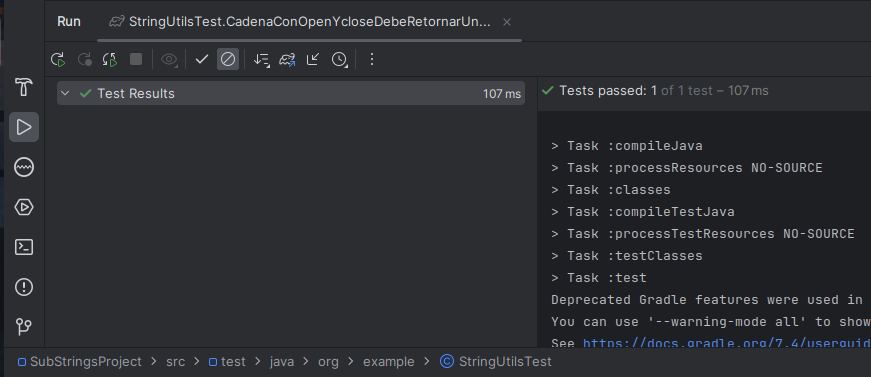 Run StringUtilsTest.CadenaConOpenYcloseDebeRetornarUn...
Test Results 107 ms
Tests passed: 1 of 1 test – 107 ms
> Task :compileJava
> Task :processResources NO-SOURCE
> Task :classes
> Task :compileTestJava
> Task :processTestResources NO-SOURCE
> Task :testClasses
> Task :test
Deprecated Gradle features were used in
You can use '--warning-mode all' to show
See https://docs.gradle.org/7.4/userguid
SubStringsProject > src > test > java > org > example > StringUtilsTest